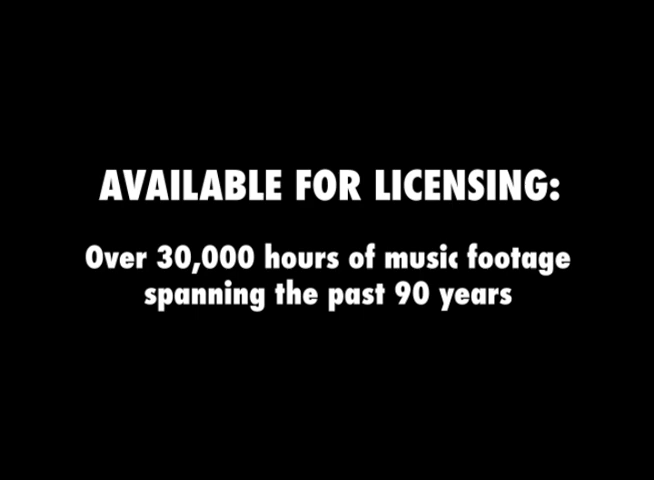 AVAILABLE FOR LICENSING:
Over 30,000 hours of music footage
spanning the past 90 years